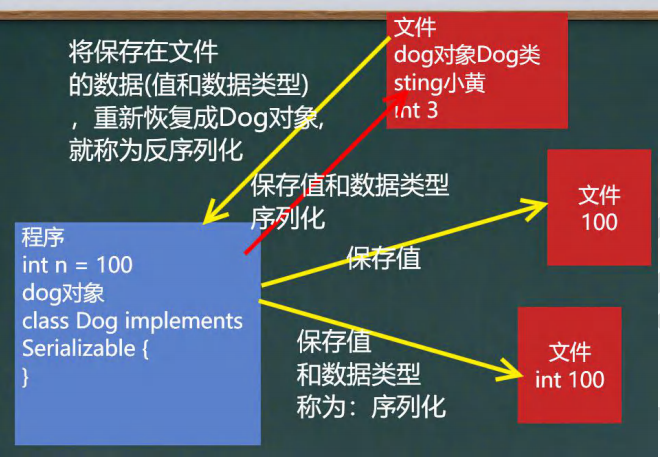 将保存在文件
的数据(值和数据类型)
，重新恢复成Dog对象,
就称为反序列化
文件
dog对象Dog类
sting小黄
int 3
保存值和数据类型
序列化
文件
100
保存值
程序
int n = 100
dog对象
class Dog implements
Serializable {
}
保存值
和数据类型
称为：序列化
文件
int 100